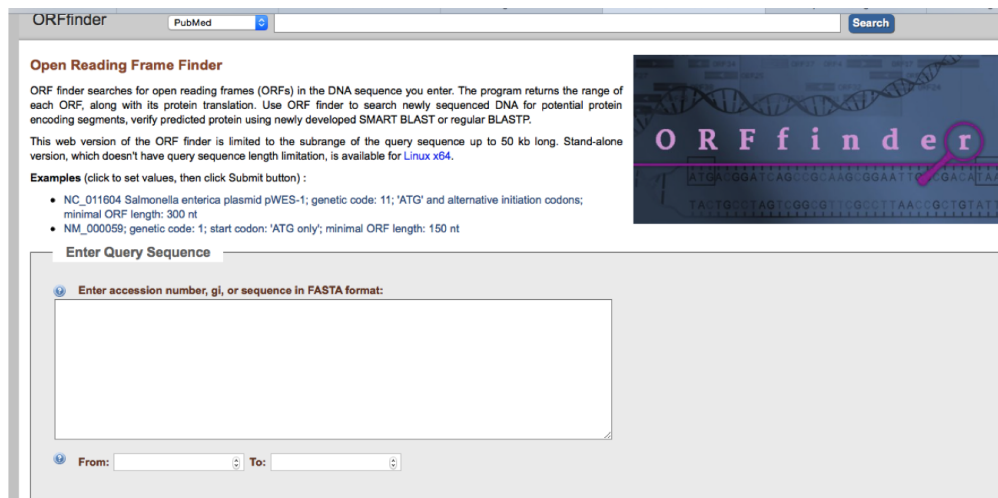 ORFfinder
PubMed
Search
Open Reading Frame Finder
ORF finder searches for open reading frames (ORFs) in the DNA sequence you enter. The program returns the range of
each ORF, along with its protein translation. Use ORF finder to search newly sequenced DNA for potential protein
encoding segments, verify predicted protein using newly developed SMART BLAST or regular BLASTP.
This web version of the ORF finder is limited to the subrange of the query sequence up to 50 kb long. Stand-alone
version, which doesn't have query sequence length limitation, is available for Linux x64.
Examples (click to set values, then click Submit button) :
NC_011604 Salmonella enterica plasmid pWES-1; genetic code: 11; 'ATG' and alternative initiation codons;
minimal ORF length: 300 nt
NM_000059; genetic code: 1; start codon: 'ATG only'; minimal ORF length: 150 nt
ORFfinder
Enter Query Sequence
Enter accession number, gi, or sequence in FASTA format:
From: To: